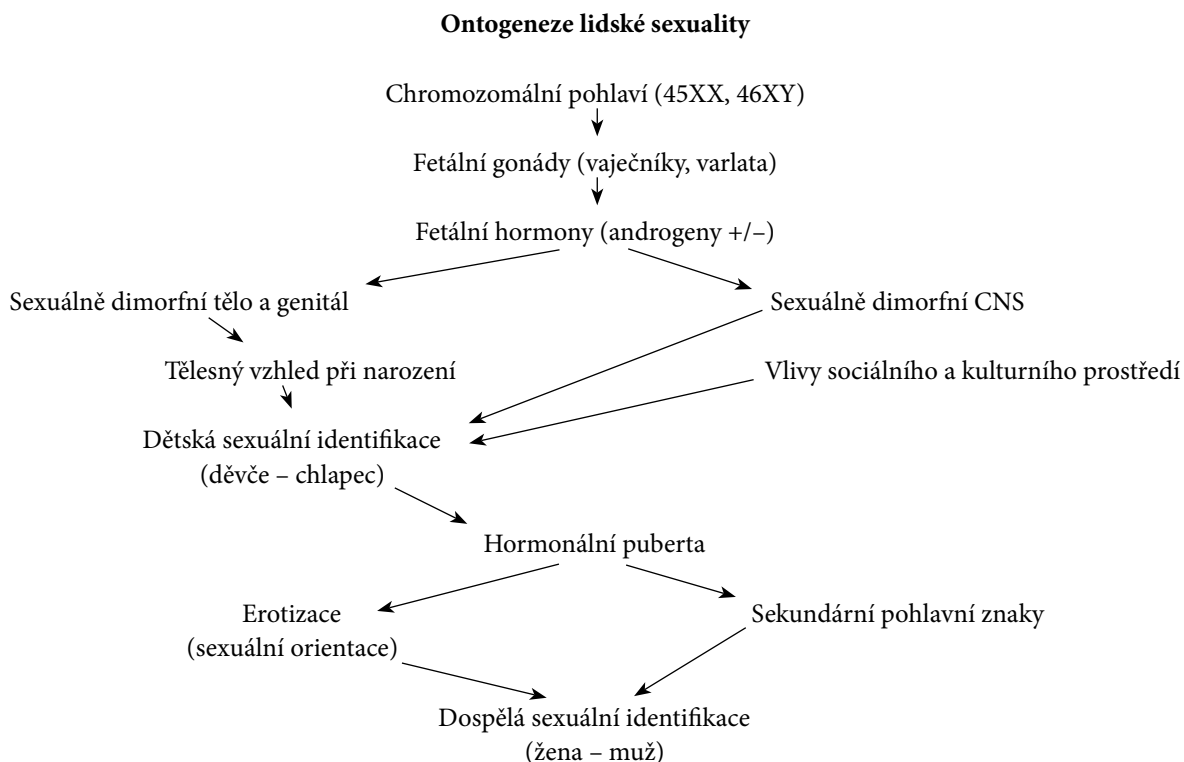 Ontogeneze lidské sexuality
Chromozomální pohlaví (45XX, 46XY)
Fetální gonády (vaječníky, varlata)
Fetální hormony (androgeny +/–)
Sexuálně dimorfní tělo a genitál
Sexuálně dimorfní CNS
Tělesný vzhled při narození
Vlivy sociálního a kulturního prostředí
Dětská sexuální identifikace
(děvče – chlapec)
Hormonální puberta
Erotizace
(sexuální orientace)
Sekundární pohlavní znaky
Dospělá sexuální identifikace
(žena – muž)